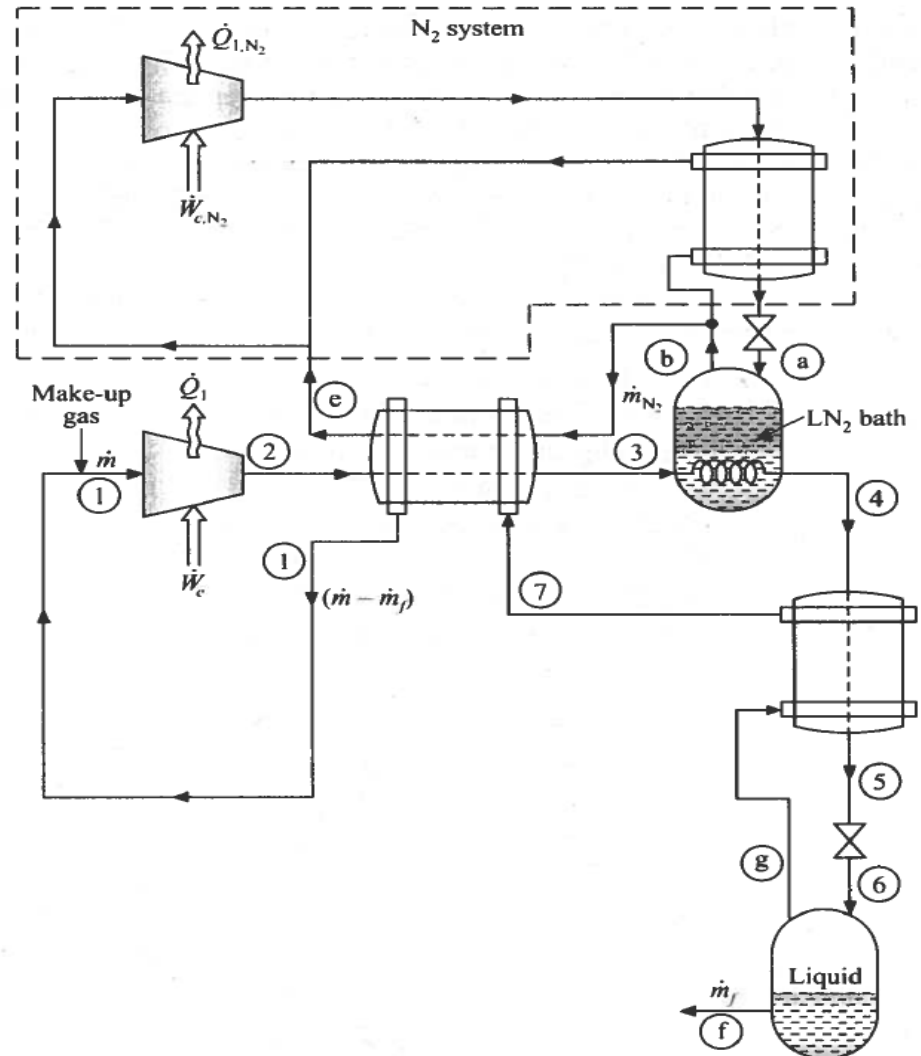 N₂ system
Q̇₁,N₂
Ẇc,N₂
b
a
Make-up
gas
Q̇₁
e
ṁN₂
LN₂ bath
ṁ
2
3
1
4
Ẇc
1
7
(ṁ − ṁf)
5
g
6
Liquid
ṁf
f